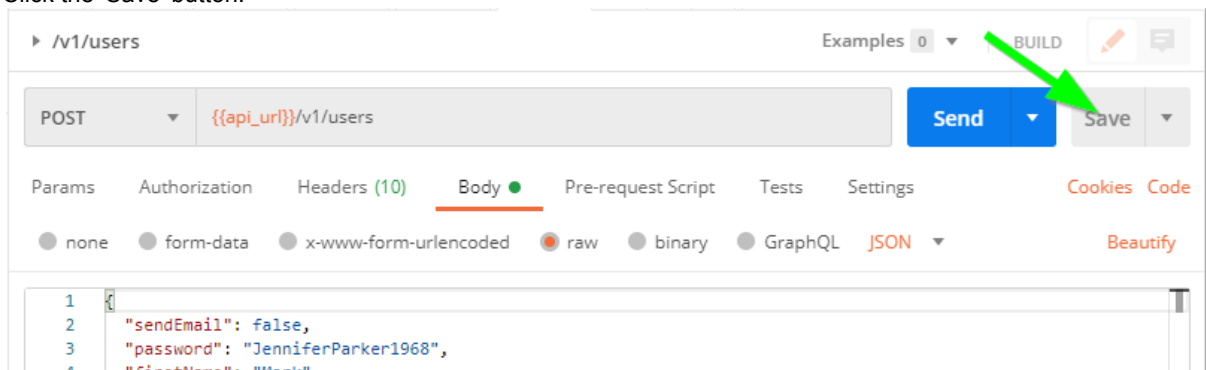 Click the 'Save' button.
/v1/users Examples 0 BUILD
POST {{api_url}}/v1/users Send Save
Params Authorization Headers (10) Body Pre-request Script Tests Settings Cookies Code
none form-data x-www-form-urlencoded raw binary GraphQL JSON Beautify
1 {
2 "sendEmail": false,
3 "password": "JenniferParker1968",